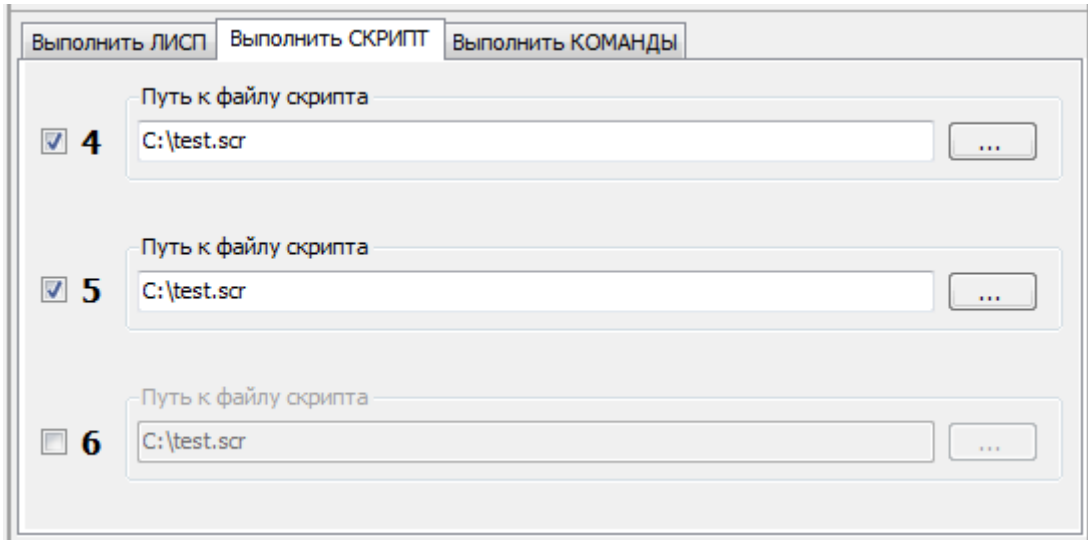 Выполнить ЛИСП Выполнить СКРИПТ Выполнить КОМАНДЫ
Путь к файлу скрипта
4 C:\test.scr ...
Путь к файлу скрипта
5 C:\test.scr ...
Путь к файлу скрипта
6 C:\test.scr ...